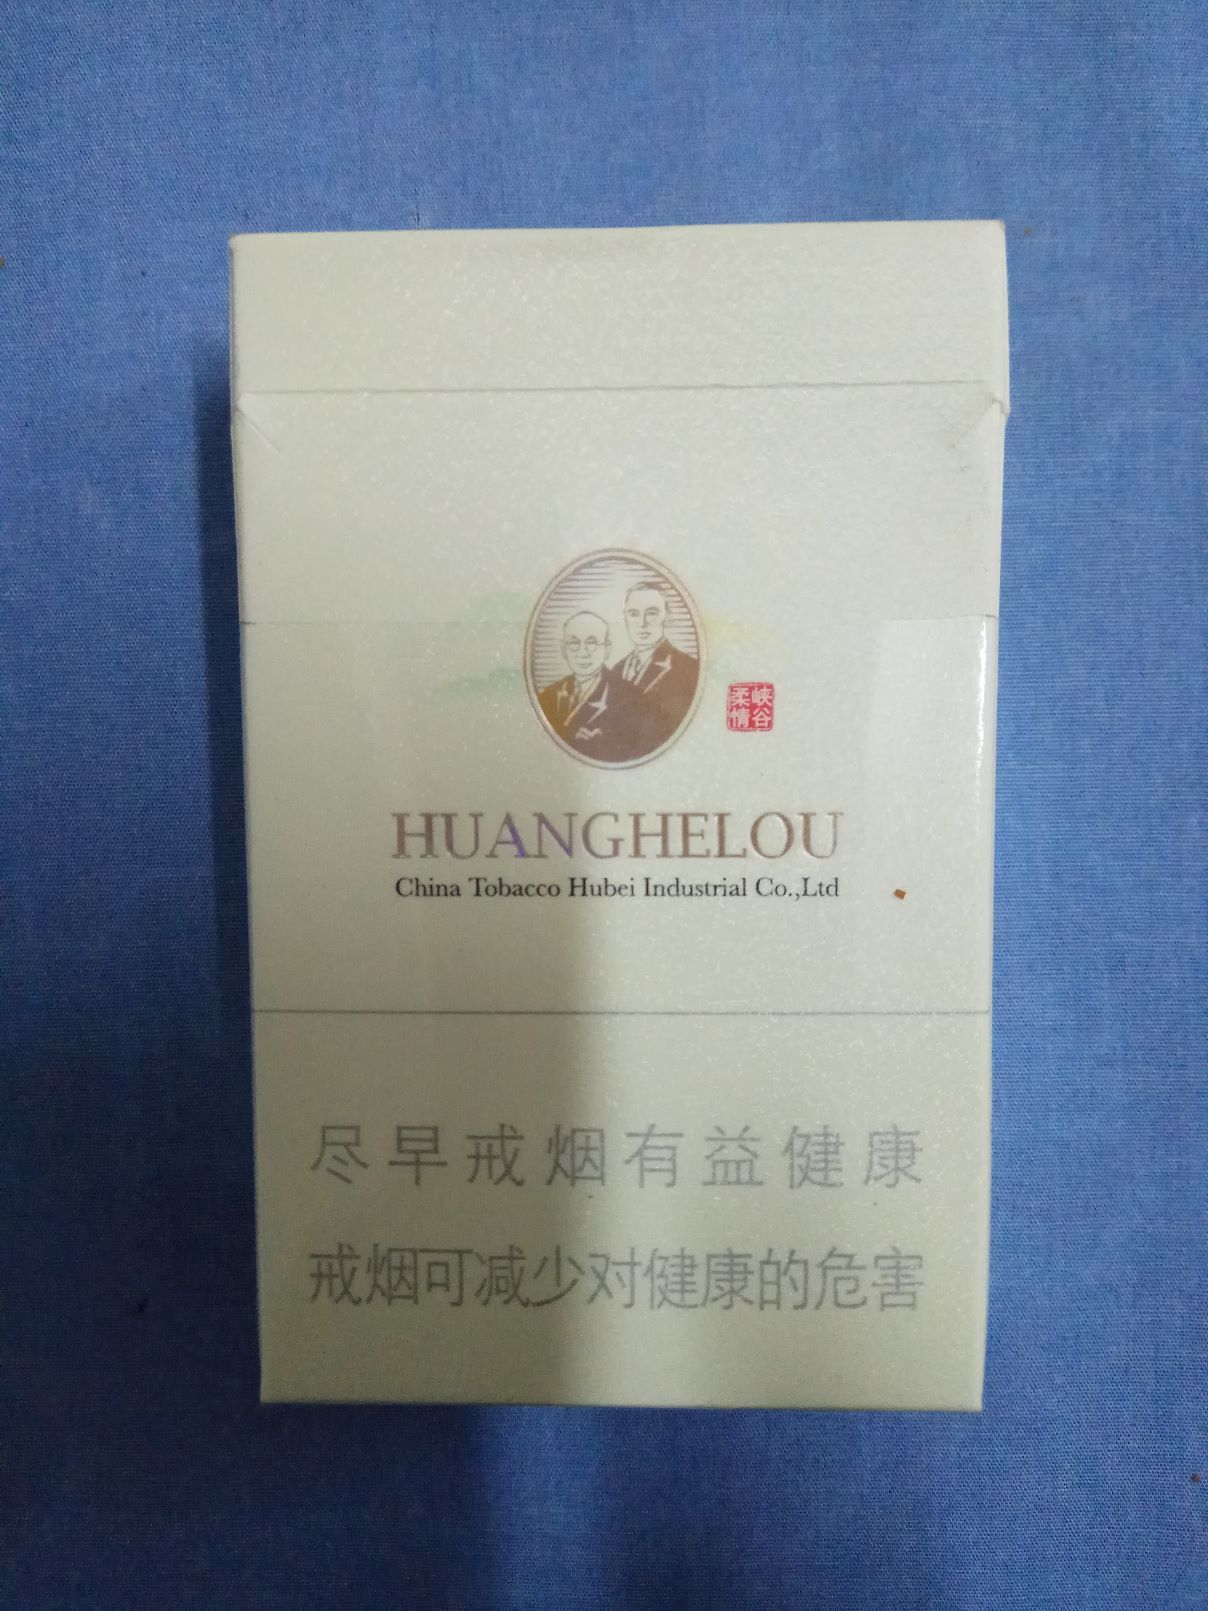 峡谷柔情
HUANGHELOU
China Tobacco Hubei Industrial Co.,Ltd
尽早戒烟有益健康
戒烟可减少对健康的危害